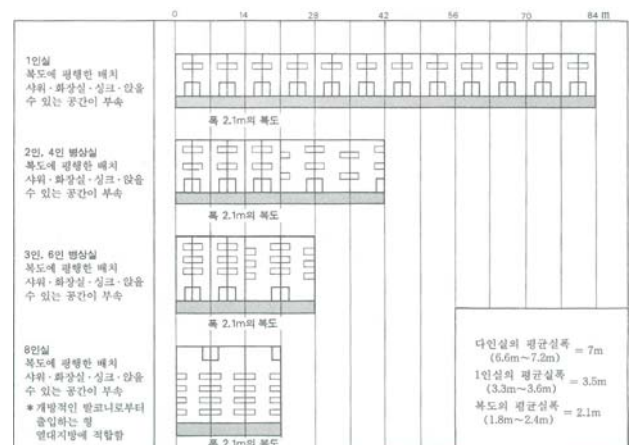 0 14 28 42 56 70 84 m
1인실
복도에 평행한 배치
샤워 · 화장실 · 싱크 · 앉을
수 있는 공간이 부속
폭 2.1m의 복도
2인, 4인 병상실
복도에 평행한 배치
샤워 · 화장실 · 싱크 · 앉을
수 있는 공간이 부속
폭 2.1m의 복도
3인, 6인 병상실
복도에 평행한 배치
샤워 · 화장실 · 싱크 · 앉을
수 있는 공간이 부속
폭 2.1m의 복도
8인실
복도에 평행한 배치
샤워 · 화장실 · 싱크 · 앉을
수 있는 공간이 부속
* 개방적인 발코니로부터
출입하는 형
열대지방에 적합함
폭 2.1m의 복도
다인실의 평균실폭
(6.6m~7.2m) = 7m
1인실의 평균실폭
(3.3m~3.6m) = 3.5m
복도의 평균실폭
(1.8m~2.4m) = 2.1m